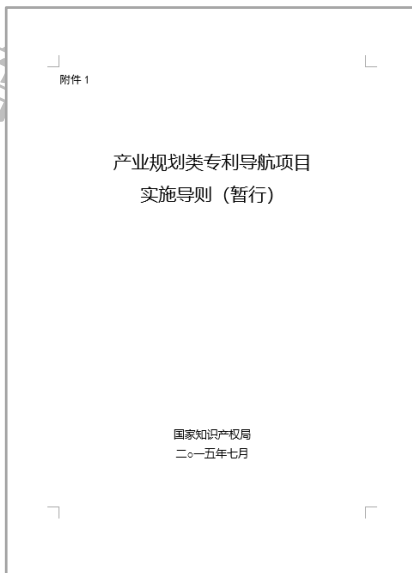 附件 1
产业规划类专利导航项目
实施导则（暂行）
国家知识产权局
二○一五年七月